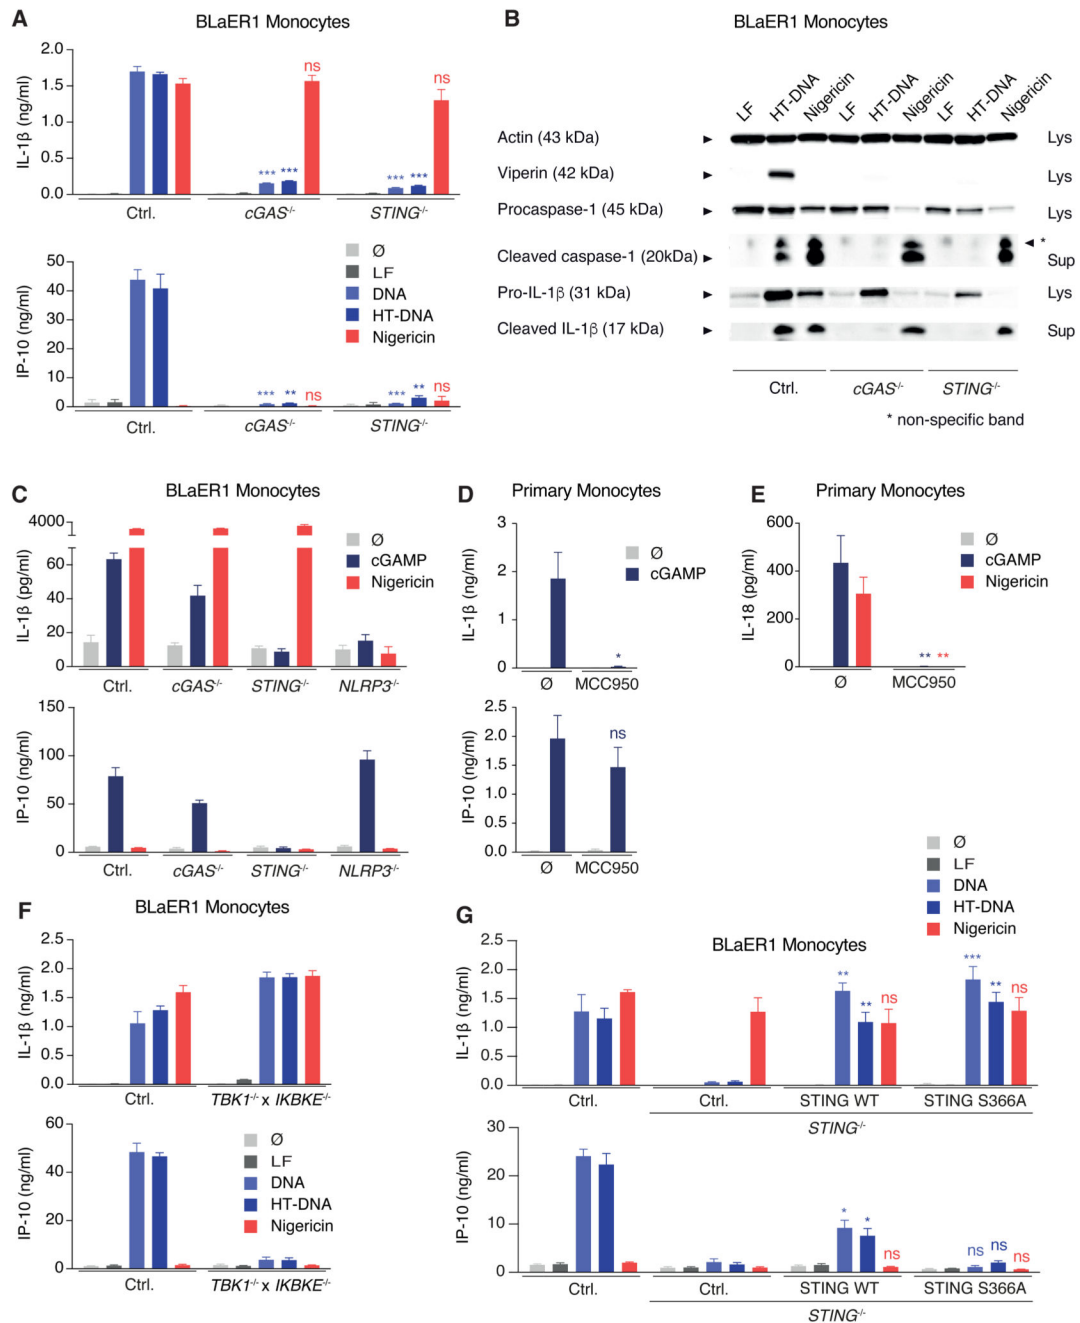 A
BLaER1 Monocytes
IL-1β (ng/ml)
2.0
1.5
1.0
0.5
0.0
*** ***
ns
*** ***
ns
Ctrl.
cGAS-/-
STING-/-
IP-10 (ng/ml)
50
40
30
20
10
0
Ø
LF
DNA
HT-DNA
Nigericin
*** ** ns
*** ** ns
Ctrl.
cGAS-/-
STING-/-
B
BLaER1 Monocytes
LF HT-DNA Nigericin LF HT-DNA Nigericin LF HT-DNA Nigericin
Actin (43 kDa) Lys
Viperin (42 kDa) Lys
Procaspase-1 (45 kDa) Lys
*
Cleaved caspase-1 (20kDa) Sup
Pro-IL-1β (31 kDa) Lys
Cleaved IL-1β (17 kDa) Sup
Ctrl. cGAS-/- STING-/-
* non-specific band
C
BLaER1 Monocytes
IL-1β (pg/ml)
4000
60
40
20
0
Ø
cGAMP
Nigericin
Ctrl. cGAS-/- STING-/- NLRP3-/-
IP-10 (ng/ml)
150
100
50
0
Ctrl. cGAS-/- STING-/- NLRP3-/-
D
Primary Monocytes
IL-1β (ng/ml)
3
2
1
0
Ø
cGAMP
*
Ø MCC950
IP-10 (ng/ml)
2.5
2.0
1.5
1.0
0.5
0.0
ns
Ø MCC950
E
Primary Monocytes
IL-18 (pg/ml)
600
400
200
0
Ø
cGAMP
Nigericin
** **
Ø MCC950
F
BLaER1 Monocytes
IL-1β (ng/ml)
2.5
2.0
1.5
1.0
0.5
0.0
Ctrl. TBK1-/- x IKBKE-/-
IP-10 (ng/ml)
60
40
20
0
Ø
LF
DNA
HT-DNA
Nigericin
Ctrl. TBK1-/- x IKBKE-/-
G
Ø
LF
DNA
HT-DNA
Nigericin
BLaER1 Monocytes
IL-1β (ng/ml)
2.5
2.0
1.5
1.0
0.5
0.0
** ** ns
*** ** ns
Ctrl. Ctrl. STING WT STING S366A
STING-/-
IP-10 (ng/ml)
30
20
10
0
* * ns
ns ns ns
Ctrl. Ctrl. STING WT STING S366A
STING-/-